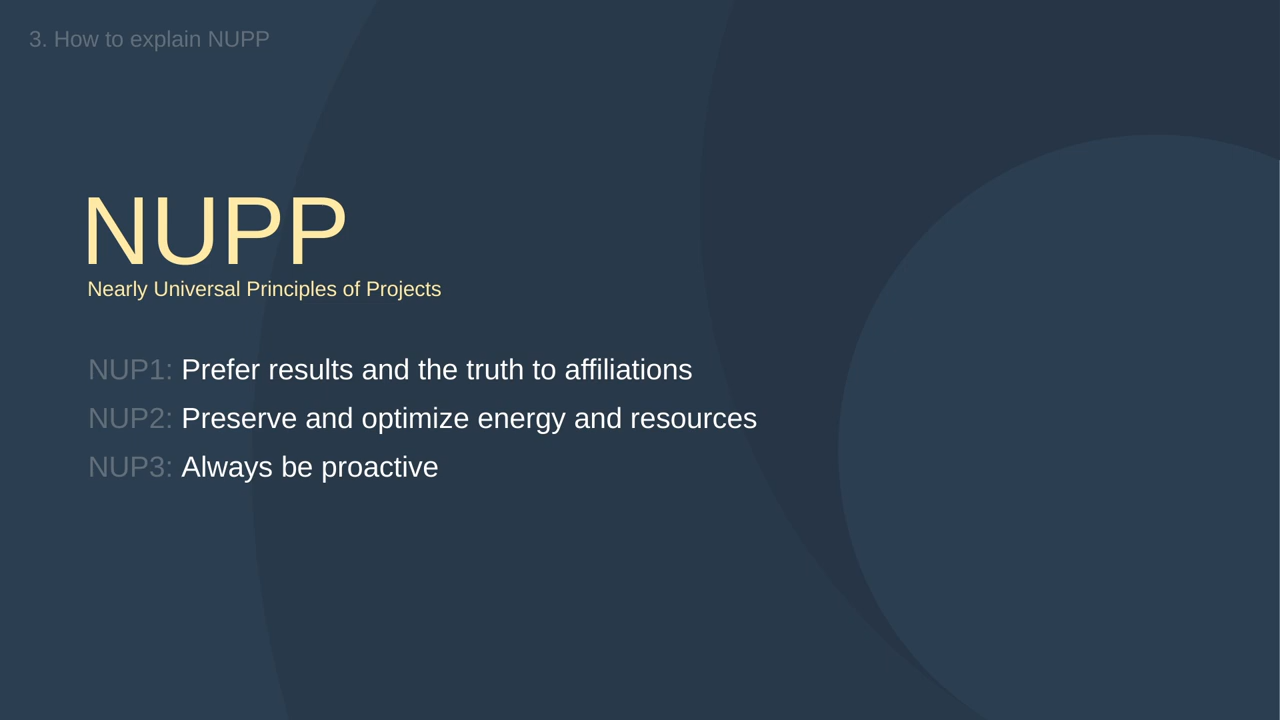 3. How to explain NUPP
NUPP
Nearly Universal Principles of Projects
NUP1: Prefer results and the truth to affiliations
NUP2: Preserve and optimize energy and resources
NUP3: Always be proactive